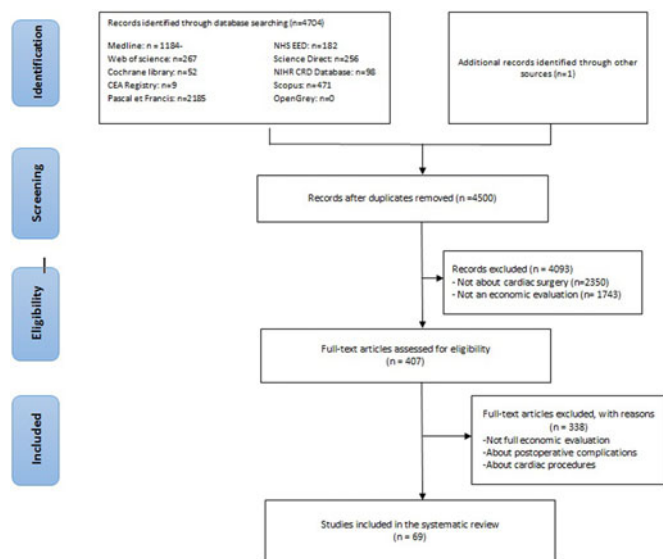 Identification
Records identified through database searching (n=4704)
Medline: n = 1184-
Web of science: n=267
Cochrane library: n=52
CEA Registry: n=9
Pascal et Francis: n=2185
NHS EED: n=182
Science Direct: n=256
NIHR CRD Database: n=98
Scopus: n=471
OpenGrey: n=0
Additional records identified through other
sources (n=1)
Screening
Records after duplicates removed (n =4500)
Records excluded (n = 4093)
- Not about cardiac surgery (n=2350)
- Not an economic evaluation (n= 1743)
Eligibility
Full-text articles assessed for eligibility
(n = 407)
Full-text articles excluded, with reasons
(n = 338)
-Not full economic evaluation
-About postoperative complications
-About cardiac procedures
Included
Studies included in the systematic review
(n = 69)